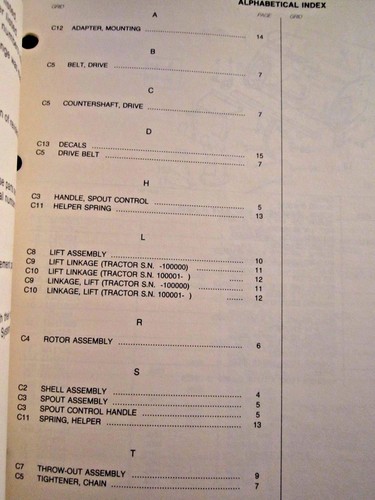 ALPHABETICAL INDEX
GRID PAGE GRID
A
C12 ADAPTER, MOUNTING 14
B
C5 BELT, DRIVE 7
C
C5 COUNTERSHAFT, DRIVE 7
D
C13 DECALS 15
C5 DRIVE BELT 7
H
C3 HANDLE, SPOUT CONTROL 5
C11 HELPER SPRING 13
L
C8 LIFT ASSEMBLY 10
C9 LIFT LINKAGE (TRACTOR S.N. -100000) 11
C10 LIFT LINKAGE (TRACTOR S.N. 100001- ) 12
C9 LINKAGE, LIFT (TRACTOR S.N. -100000) 11
C10 LINKAGE, LIFT (TRACTOR S.N. 100001- ) 12
R
C4 ROTOR ASSEMBLY 6
S
C2 SHELL ASSEMBLY 4
C3 SPOUT ASSEMBLY 5
C3 SPOUT CONTROL HANDLE 5
C11 SPRING, HELPER 13
T
C7 THROW-OUT ASSEMBLY 9
C5 TIGHTENER, CHAIN 7